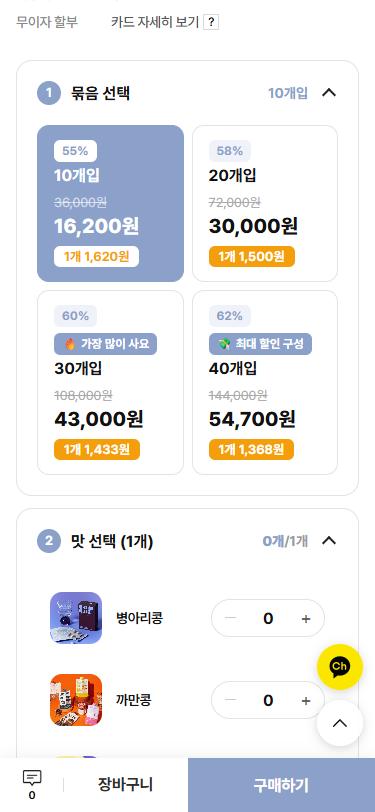 무이자 할부 카드 자세히 보기 ?
1 묶음 선택 10개입
55%
10개입
36,000원
16,200원
1개 1,620원
58%
20개입
72,000원
30,000원
1개 1,500원
60%
🔥 가장 많이 사요
30개입
108,000원
43,000원
1개 1,433원
62%
💸 최대 할인 구성
40개입
144,000원
54,700원
1개 1,368원
2 맛 선택 (1개) 0개/1개
병아리콩 — 0 +
까만콩 — 0 +
Ch
0
장바구니
구매하기